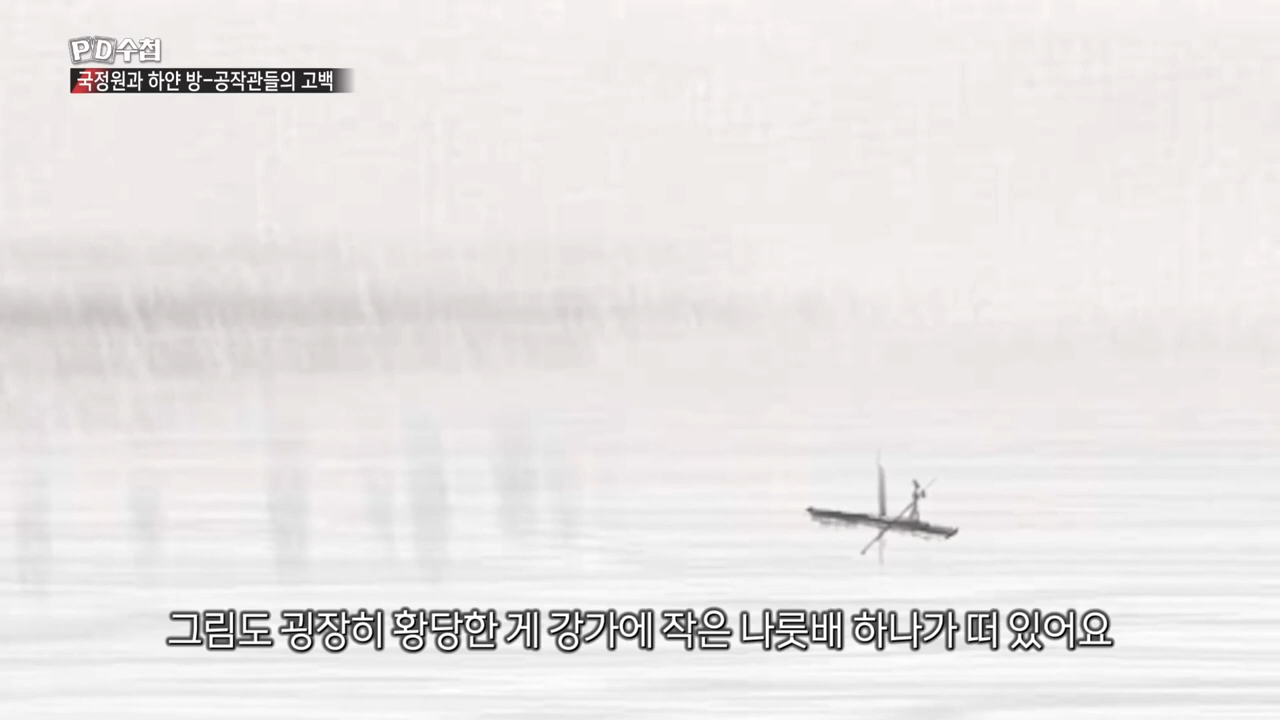 PD수첩
국정원과 하얀 방-공작관들의 고백
그림도 굉장히 황당한 게 강가에 작은 나룻배 하나가 떠 있어요